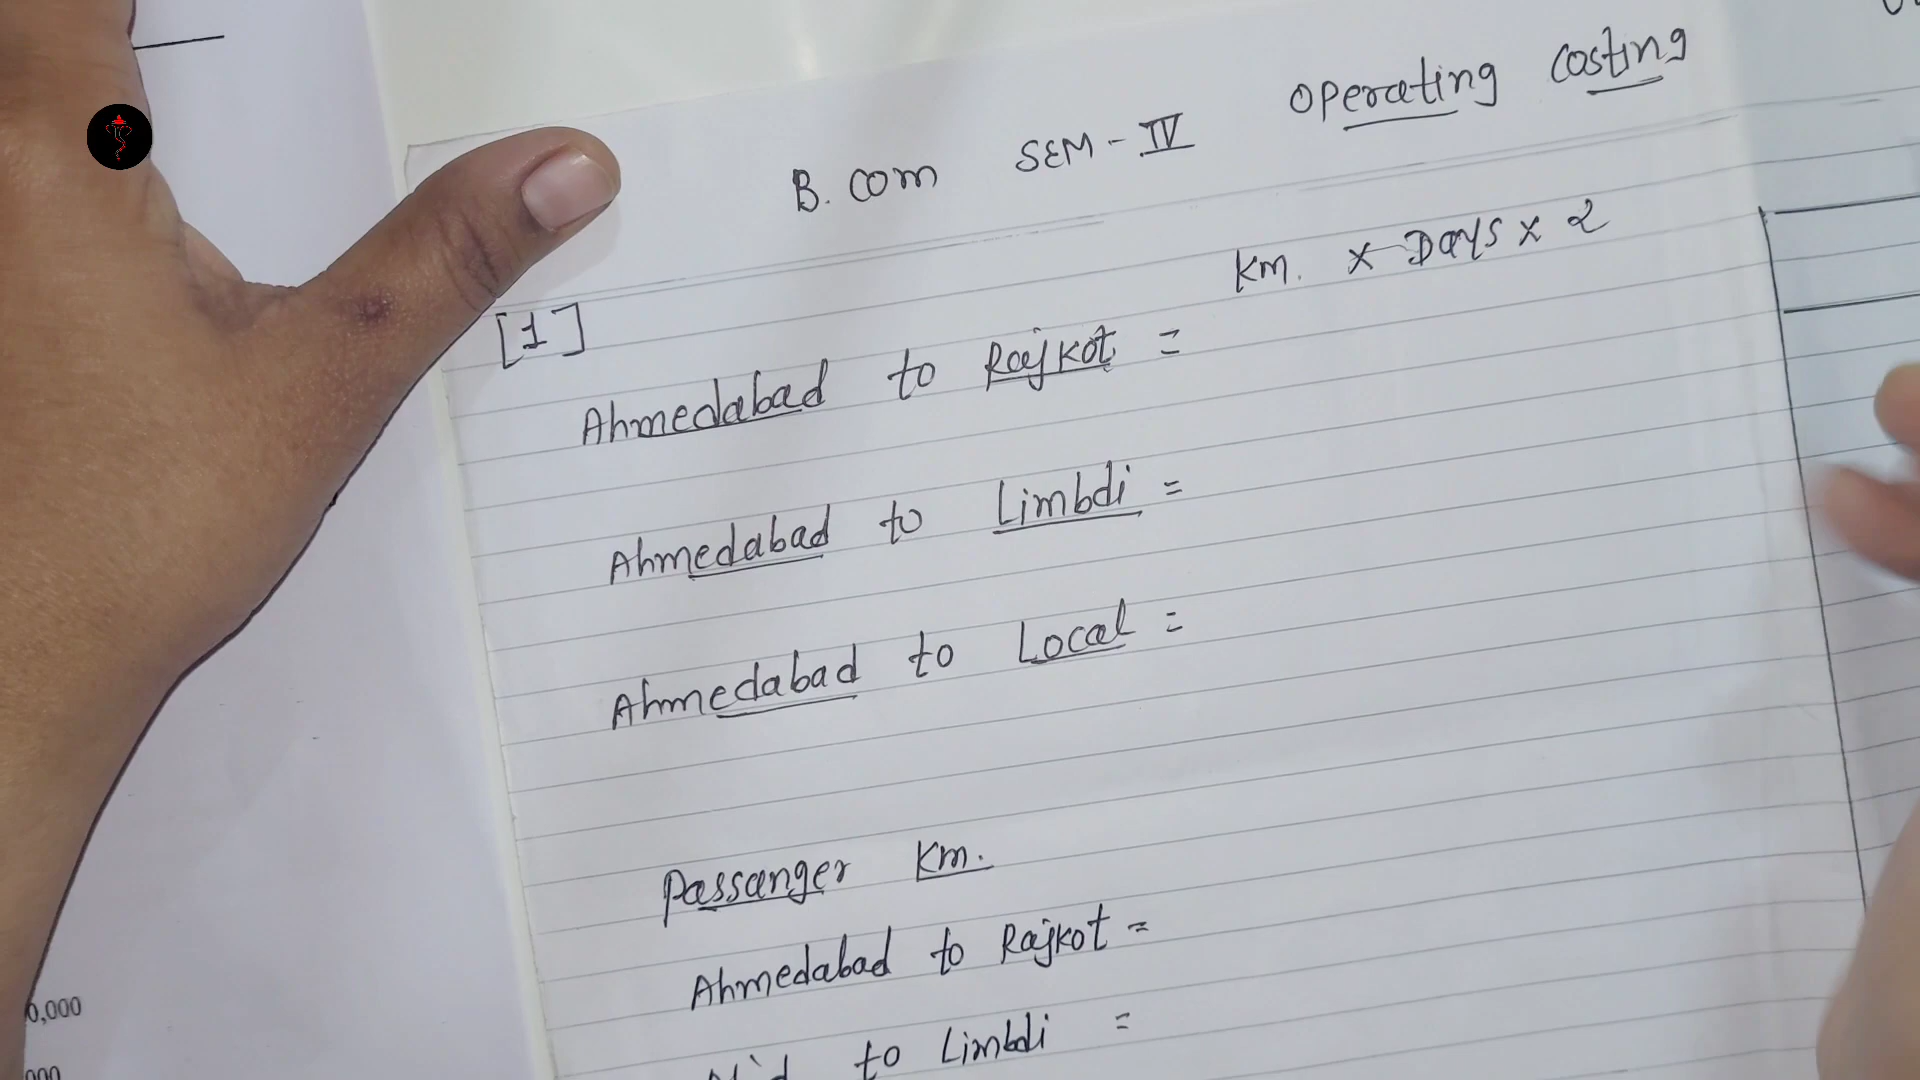 B. com SEM - IV Operating costing
Km. x Days x 2
[1]
Ahmedabad to Rajkot =
Ahmedabad to Limbdi =
Ahmedabad to Local =
Passanger Km.
Ahmedabad to Rajkot =
to Limbdi =
0,000
000